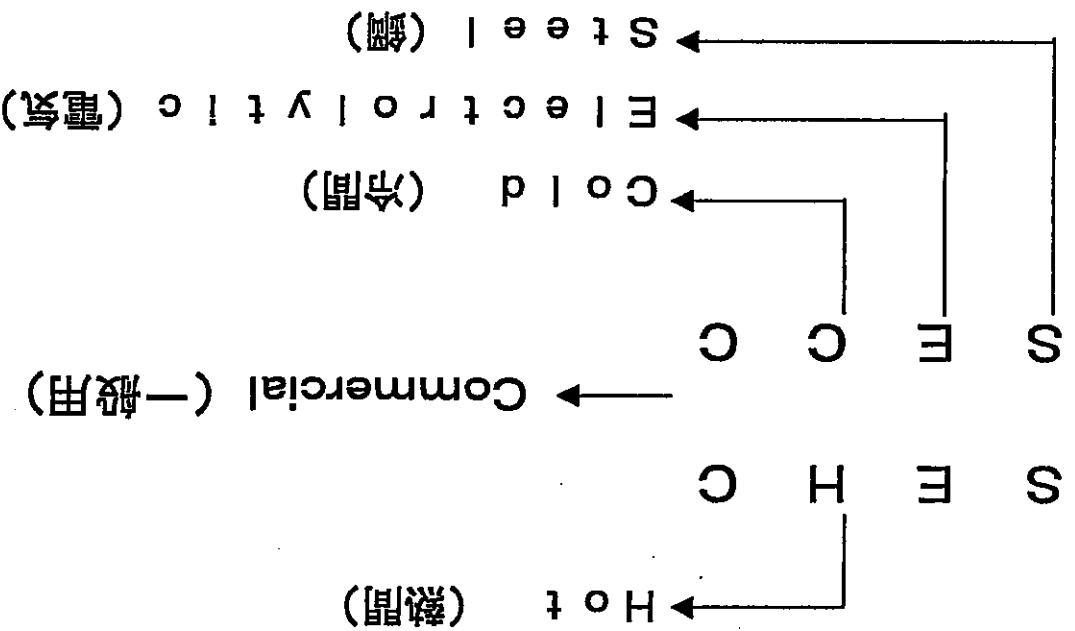 Hot (熱間)
S E H C
Commercial (一般用)
S E C C
Cold (冷間)
Electrolytic (電気)
Steel (鋼)